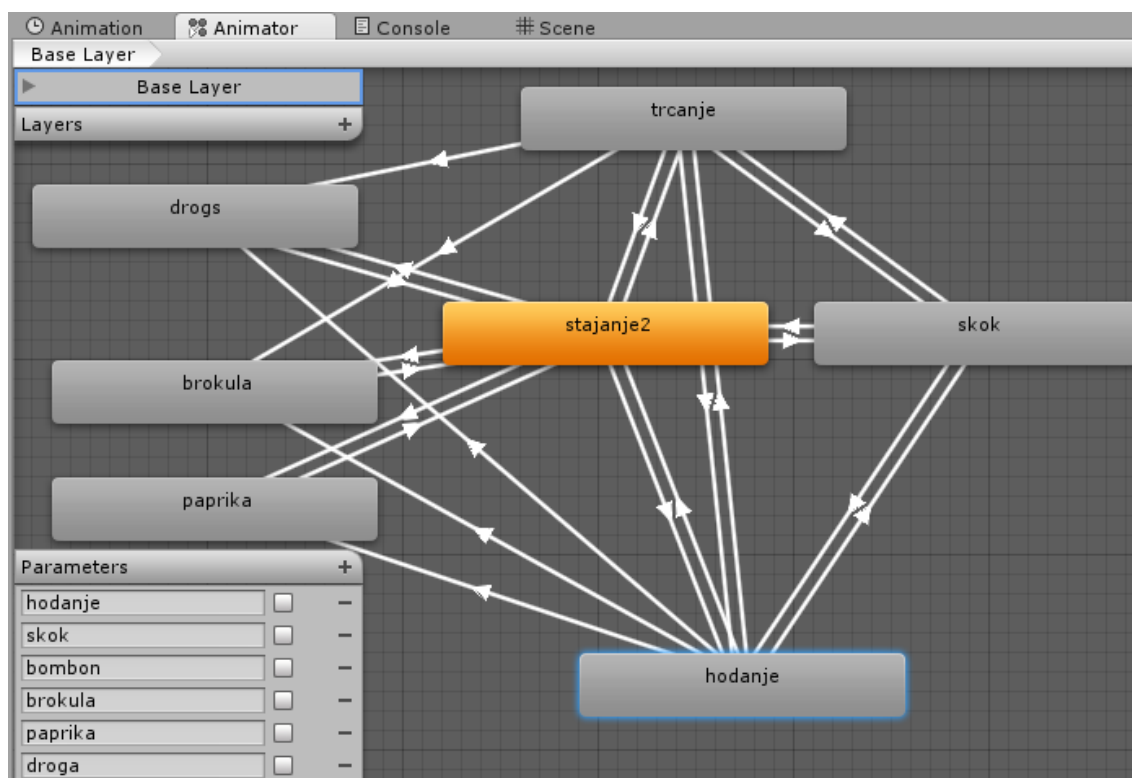 Animation Animator Console Scene
Base Layer
Base Layer
Layers
trcanje
drogs
stajanje2
skok
brokula
paprika
hodanje
Parameters
hodanje
skok
bombon
brokula
paprika
droga